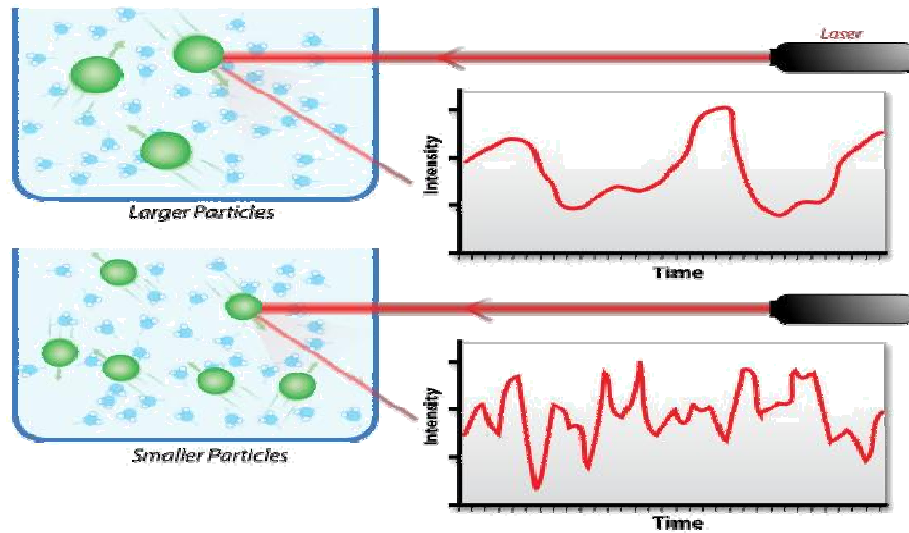 Laser
Intensity
Time
Larger Particles
Intensity
Time
Smaller Particles